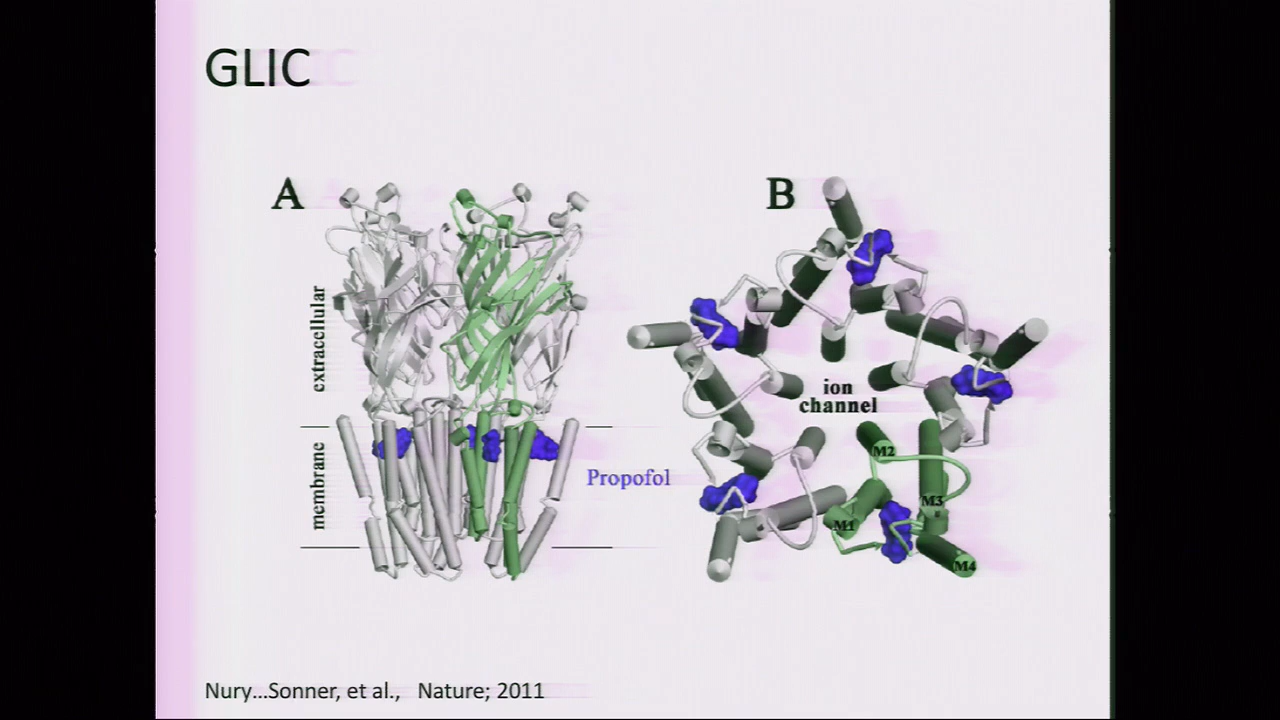 GLIC
A
B
extracellular
membrane
Propofol
ion
channel
M2
M3
M1
M4
Nury...Sonner, et al., Nature; 2011